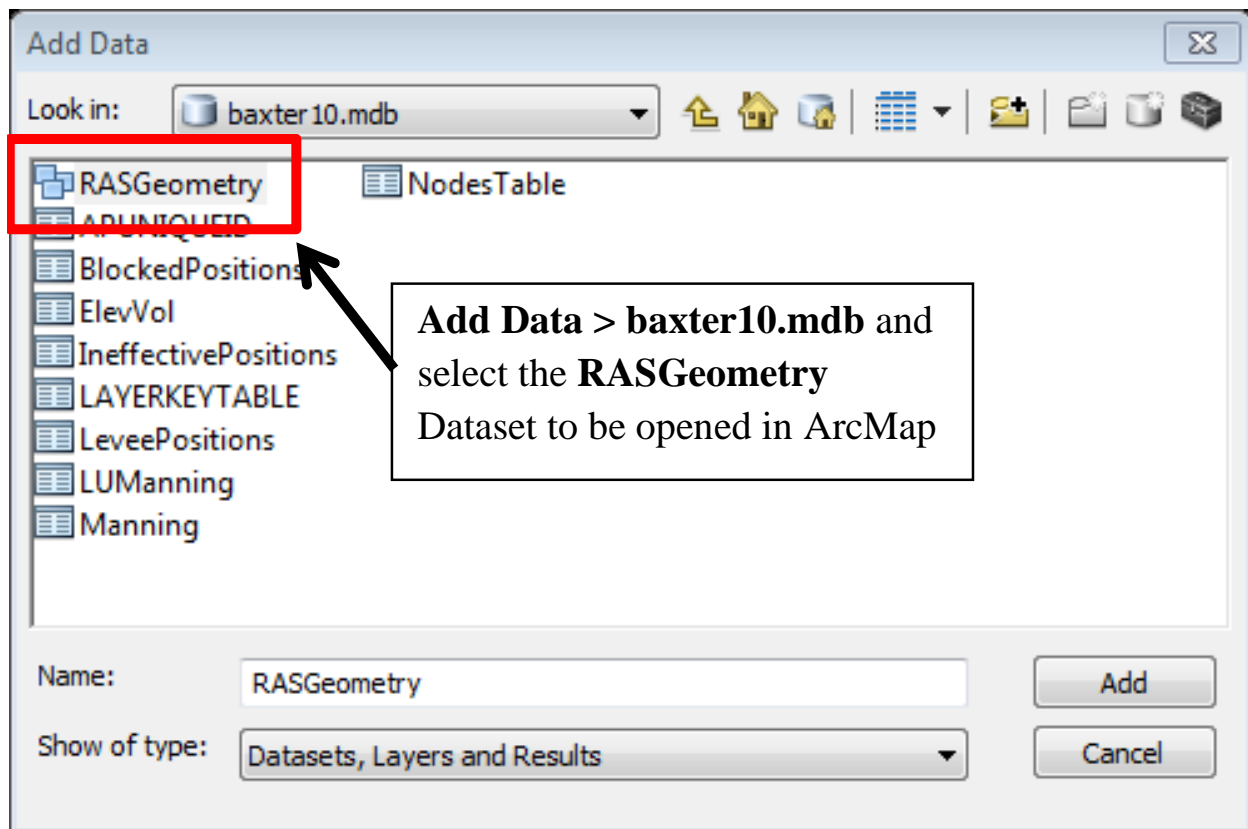 Add Data
Look in: baxter10.mdb
RASGeometry
NodesTable
APUNIQUEID
BlockedPositions
ElevVol
IneffectivePositions
LAYERKEYTABLE
LeveePositions
LUManning
Manning
Add Data > baxter10.mdb and
select the RASGeometry
Dataset to be opened in ArcMap
Name: RASGeometry
Add
Show of type: Datasets, Layers and Results
Cancel